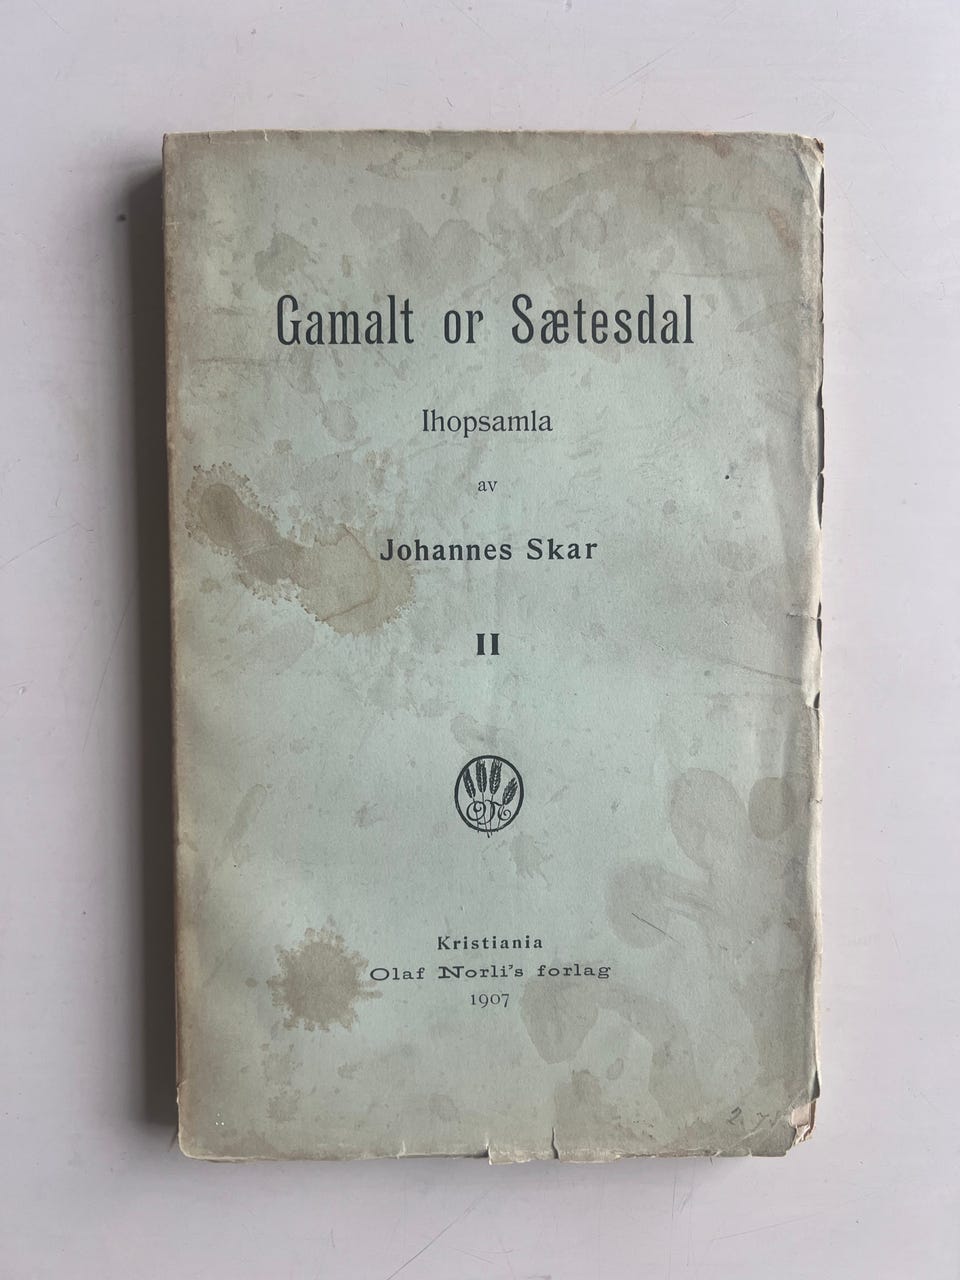 Gamalt or Sætesdal
Ihopsamla
av
Johannes Skar
II
Kristiania
Olaf Norli's forlag
1907